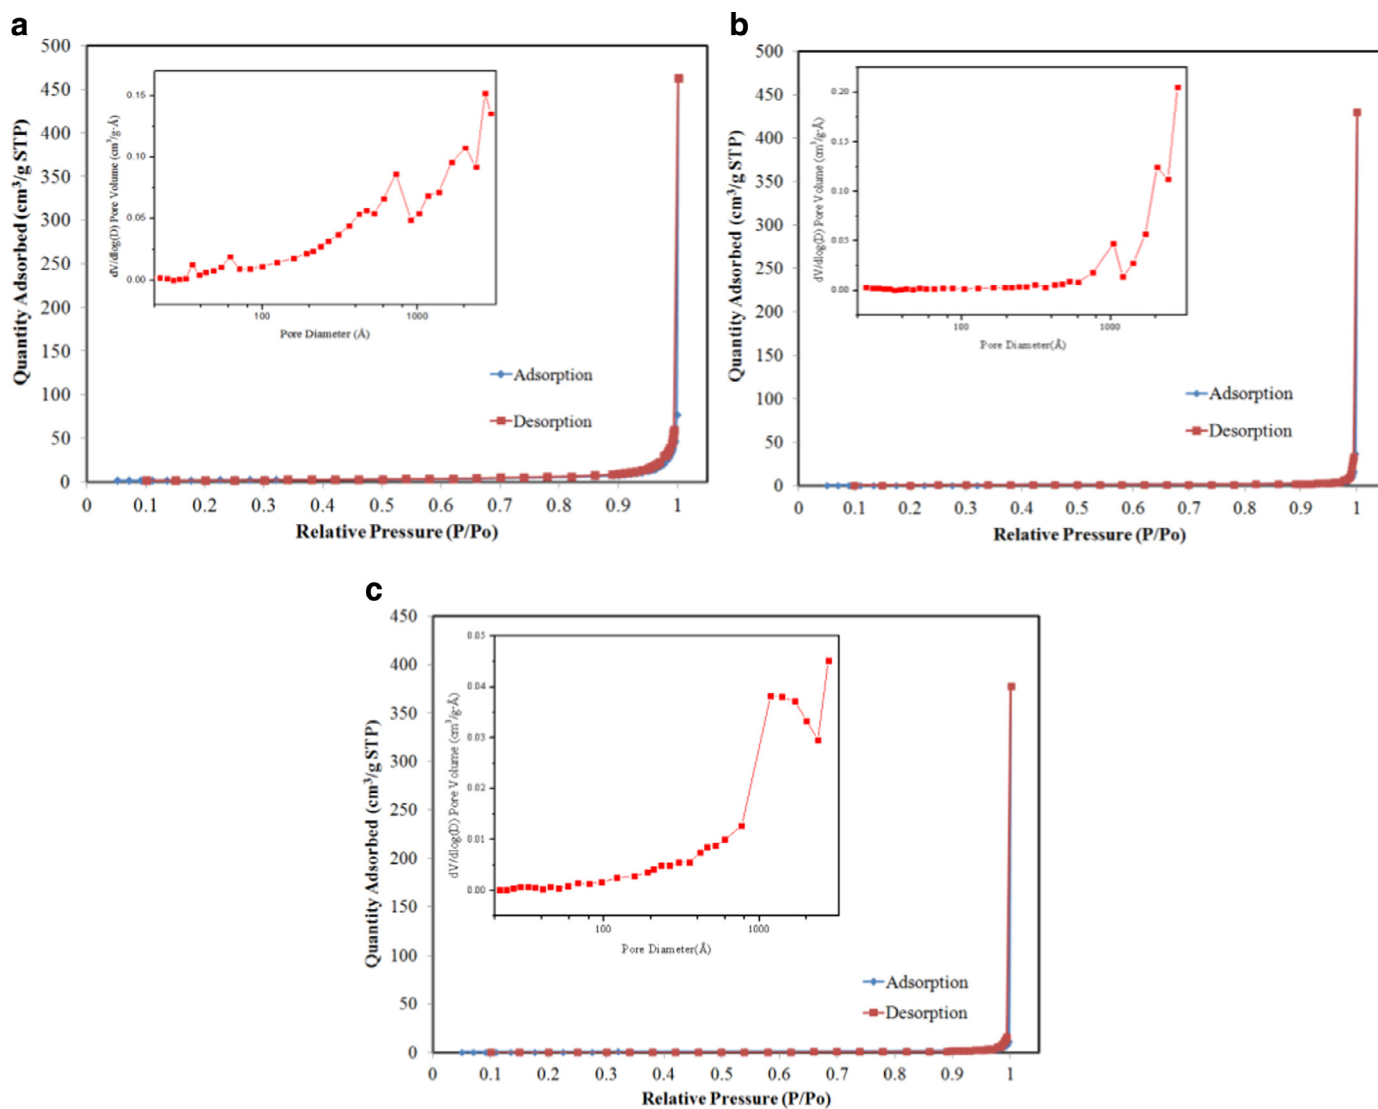 a
500
450
400
350
300
250
200
150
100
50
0
Quantity Adsorbed (cm³/g STP)
0 0.1 0.2 0.3 0.4 0.5 0.6 0.7 0.8 0.9 1
Relative Pressure (P/Po)
0.15
0.10
0.05
0.00
dV/dlog(D) Pore Volume (cm³/g·Å)
100 1000
Pore Diameter (Å)
Adsorption
Desorption
b
500
450
400
350
300
250
200
150
100
50
0
Quantity Adsorbed (cm³/g STP)
0 0.1 0.2 0.3 0.4 0.5 0.6 0.7 0.8 0.9 1
Relative Pressure (P/Po)
0.20
0.15
0.10
0.05
0.00
dV/dlog(D) Pore Volume (cm³/g·Å)
100 1000
Pore Diameter(Å)
Adsorption
Desorption
c
450
400
350
300
250
200
150
100
50
0
Quantity Adsorbed (cm³/g STP)
0 0.1 0.2 0.3 0.4 0.5 0.6 0.7 0.8 0.9 1
Relative Pressure (P/Po)
0.05
0.04
0.03
0.02
0.01
0.00
dV/dlog(D) Pore Volume (cm³/g·Å)
100 1000
Pore Diameter(Å)
Adsorption
Desorption